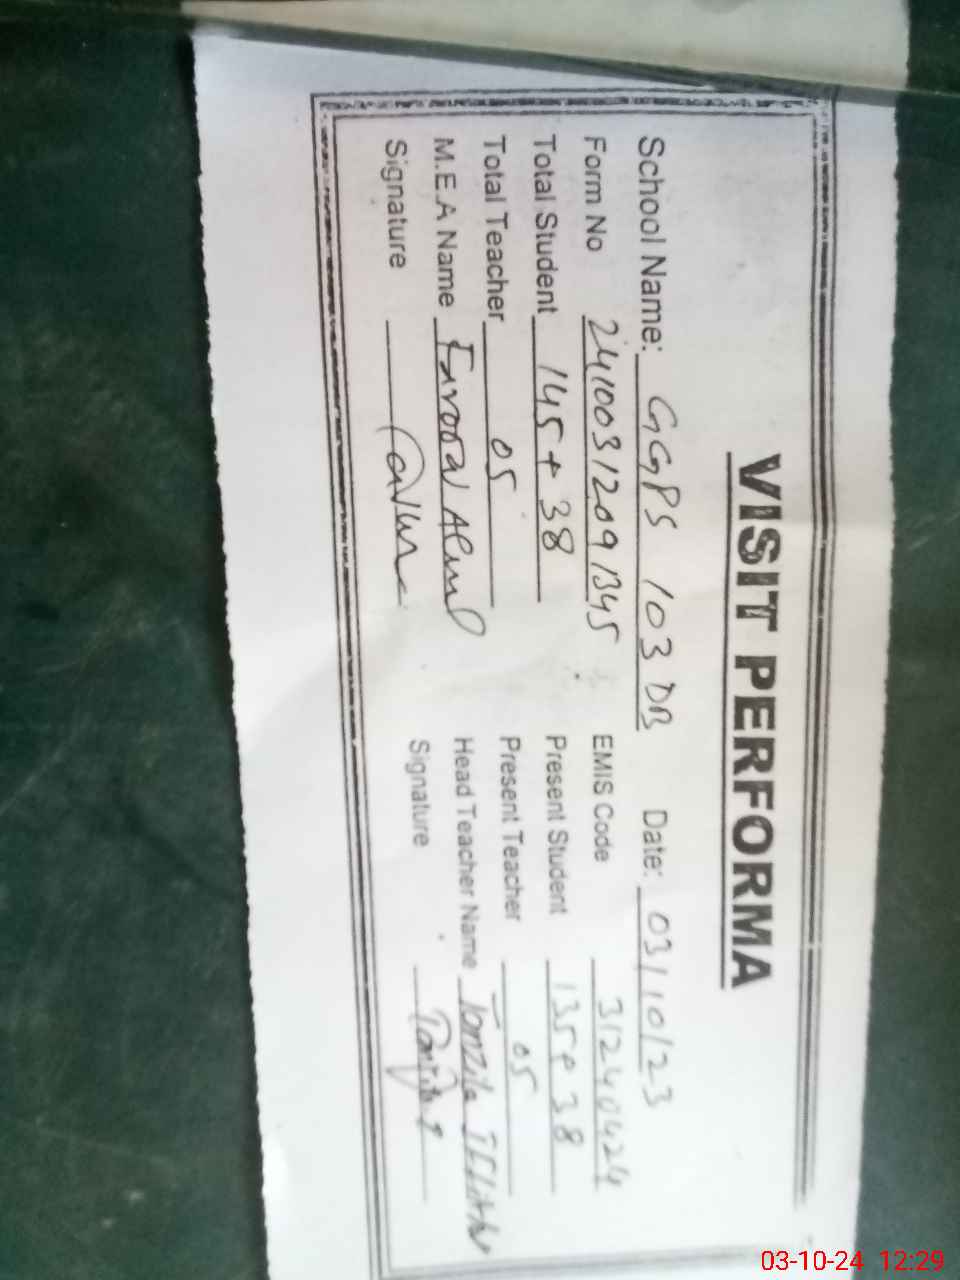 VISIT PERFORMA
School Name: GGPS 103 DB Date: 03/10/23
Form No 24100312091345 EMIS Code 31240424
Total Student 145 + 38 Present Student 135 + 38
Total Teacher 05 Present Teacher 05
M.E.A Name Head Teacher Name Tanzila
Signature Signature
03-10-24 12:29